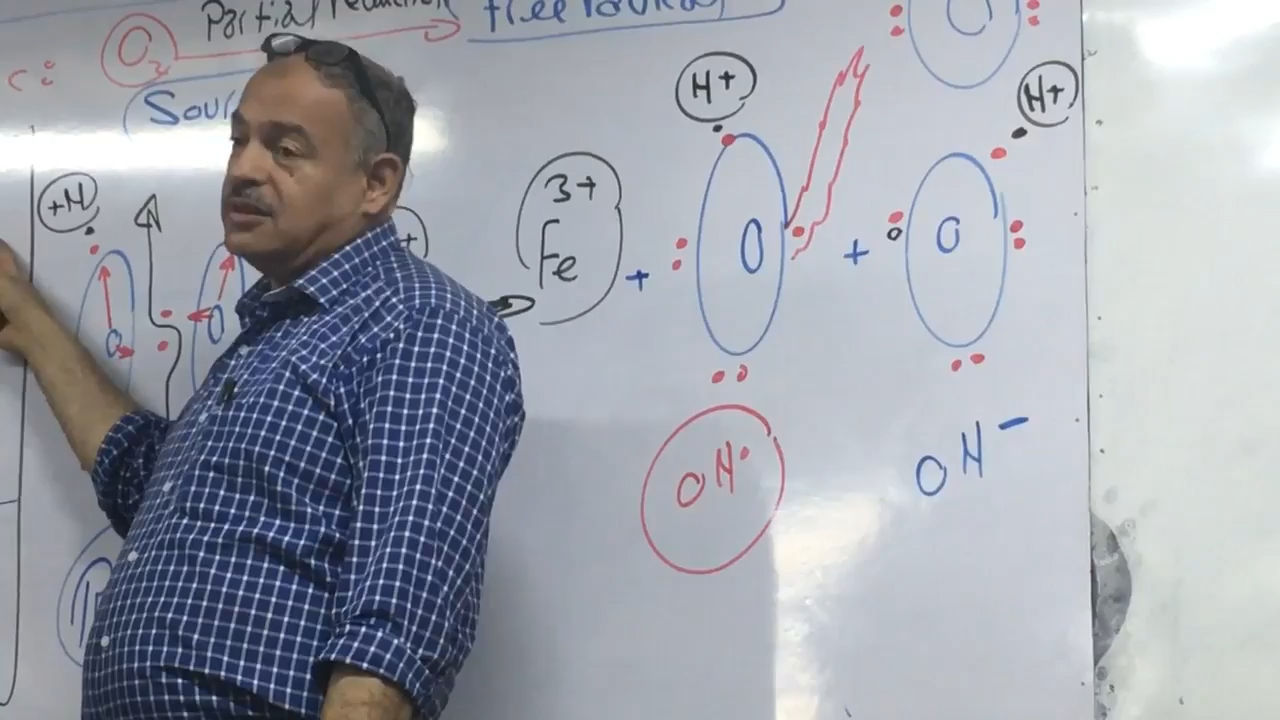 Partial reduction
free radical
O₂
O
Sour
H+
H+
+H
3+
Fe
+
O
+
O
O
O
OH•
OH⁻